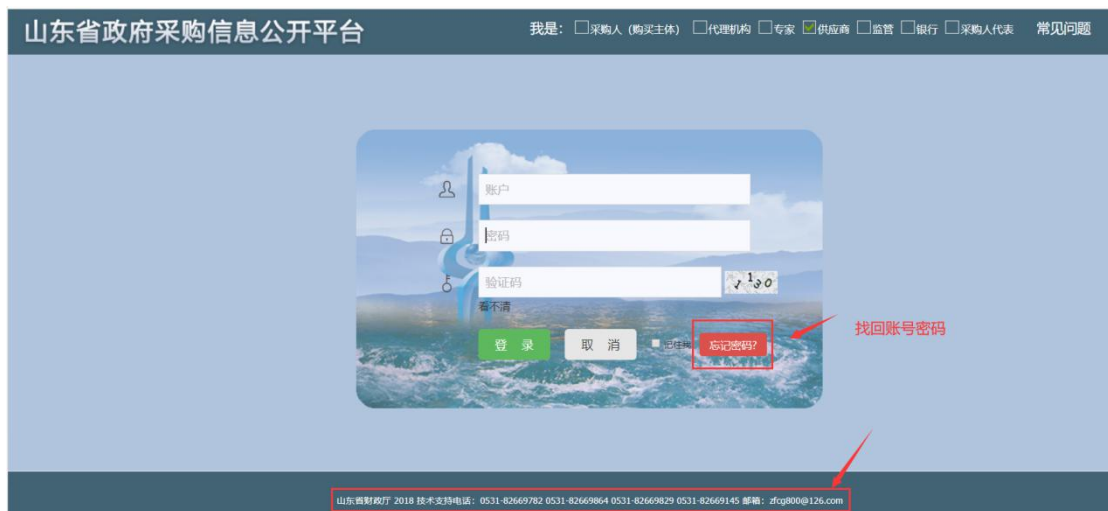 山东省政府采购信息公开平台
我是: 采购人 (购买主体) 代理机构 专家 供应商 监管 银行 采购人代表 常见问题
账户
密码
验证码 1130
看不清
登 录 取 消 记住我 忘记密码?
找回账号密码
山东省财政厅 2018 技术支持电话: 0531-82669782 0531-82669864 0531-82669829 0531-82669145 邮箱: zfcg800@126.com